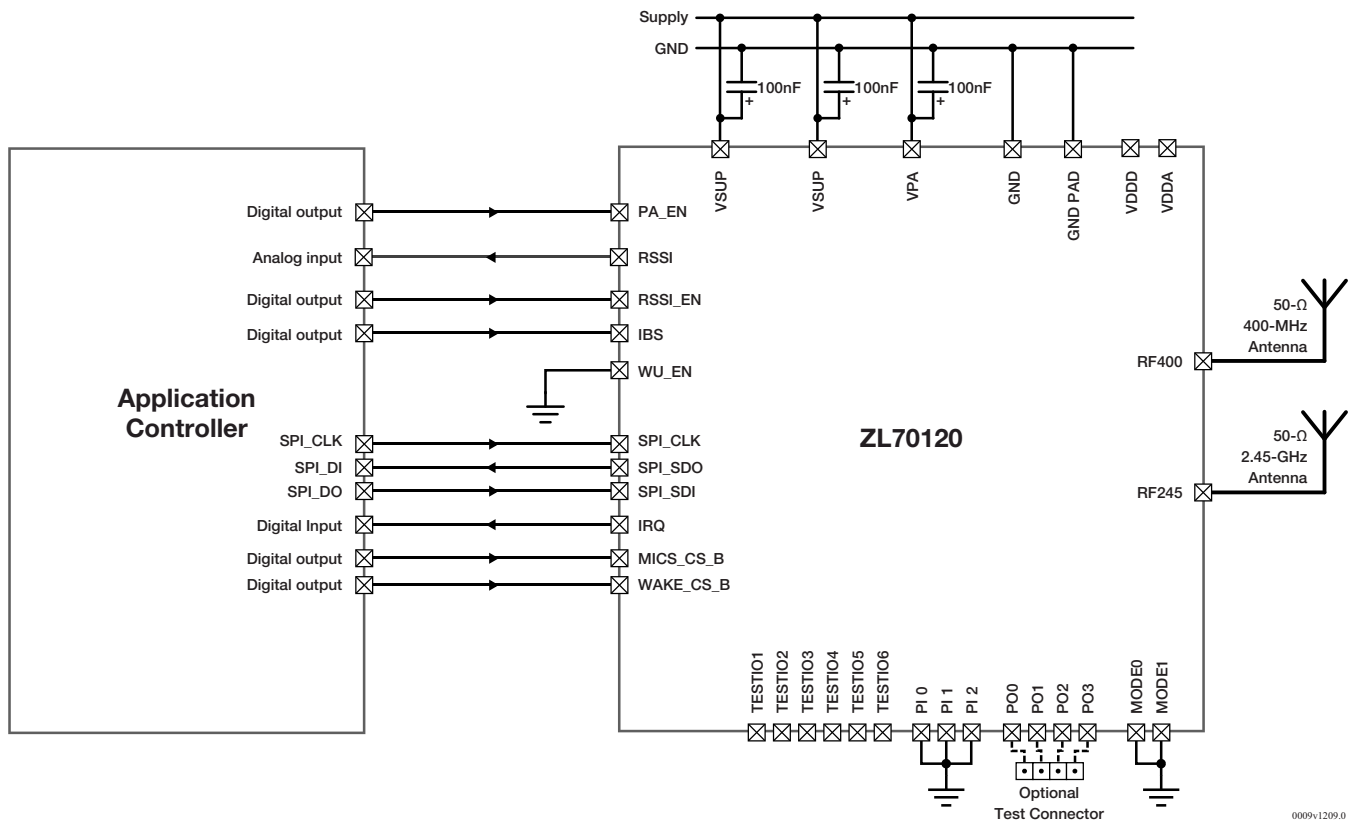 Supply
GND
100nF
+
100nF
+
100nF
+
VSUP
VSUP
VPA
GND
GND PAD
VDDD
VDDA
Digital output
PA_EN
Analog input
RSSI
Digital output
RSSI_EN
Digital output
IBS
WU_EN
Application
Controller
SPI_CLK
SPI_CLK
SPI_DI
SPI_SDO
SPI_DO
SPI_SDI
Digital Input
IRQ
Digital output
MICS_CS_B
Digital output
WAKE_CS_B
ZL70120
50-Ω
400-MHz
Antenna
RF400
50-Ω
2.45-GHz
Antenna
RF245
TESTIO1
TESTIO2
TESTIO3
TESTIO4
TESTIO5
TESTIO6
PI 0
PI 1
PI 2
PO0
PO1
PO2
PO3
MODE0
MODE1
Optional
Test Connector
0009v1209.0